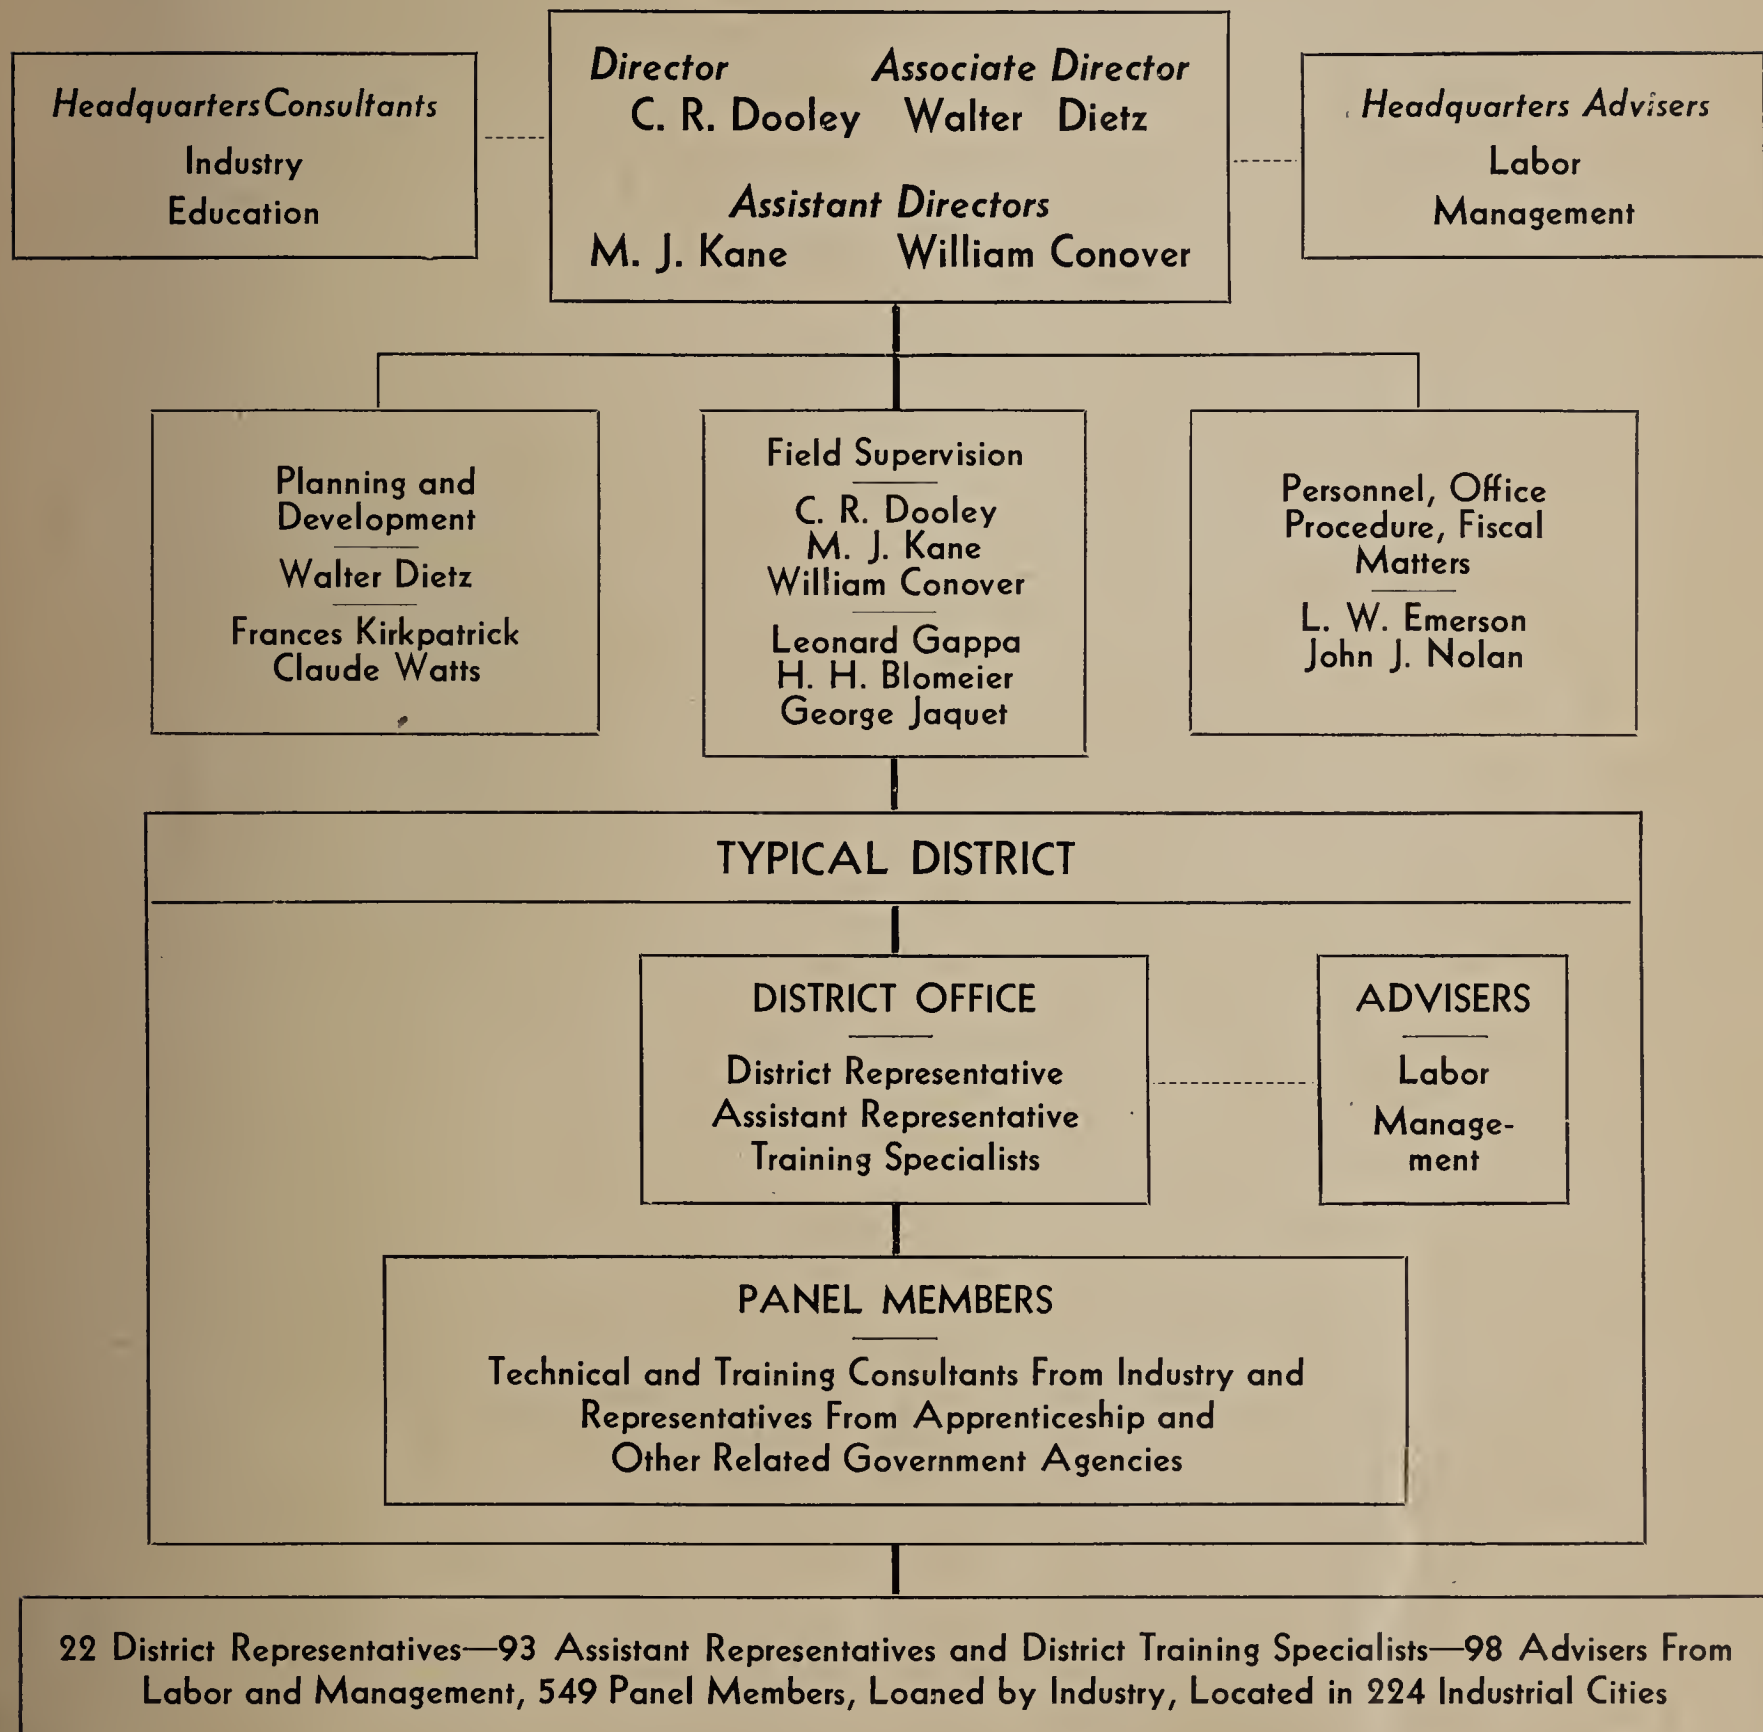 Headquarters Consultants
Industry
Education
Director Associate Director
C. R. Dooley Walter Dietz
Assistant Directors
M. J. Kane William Conover
Headquarters Advisers
Labor
Management
Planning and
Development
Walter Dietz
Frances Kirkpatrick
Claude Watts
Field Supervision
C. R. Dooley
M. J. Kane
William Conover
Leonard Gappa
H. H. Blomeier
George Jaquet
Personnel, Office
Procedure, Fiscal
Matters
L. W. Emerson
John J. Nolan
TYPICAL DISTRICT
DISTRICT OFFICE
District Representative
Assistant Representative
Training Specialists
ADVISERS
Labor
Manage-
ment
PANEL MEMBERS
Technical and Training Consultants From Industry and
Representatives From Apprenticeship and
Other Related Government Agencies
22 District Representatives—93 Assistant Representatives and District Training Specialists—98 Advisers From
Labor and Management, 549 Panel Members, Loaned by Industry, Located in 224 Industrial Cities